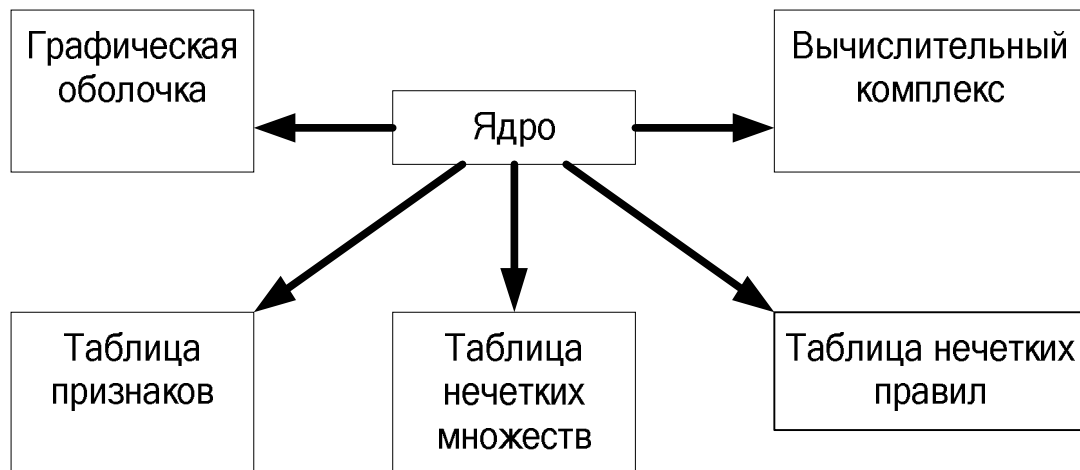 Графическая
оболочка
Ядро
Вычислительный
комплекс
Таблица
признаков
Таблица
нечетких
множеств
Таблица нечетких
правил